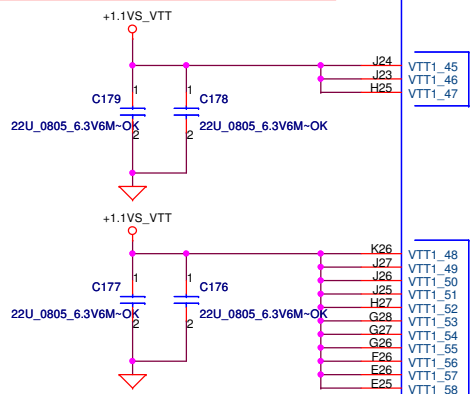 +1.1VS_VTT
J24 VTT1_45
J23 VTT1_46
H25 VTT1_47
1 1
C179 C178
22U_0805_6.3V6M~OK 22U_0805_6.3V6M~OK
2 2
+1.1VS_VTT
K26 VTT1_48
J27 VTT1_49
J26 VTT1_50
J25 VTT1_51
H27 VTT1_52
G28 VTT1_53
G27 VTT1_54
G26 VTT1_55
F26 VTT1_56
E26 VTT1_57
E25 VTT1_58
1 1
C177 C176
22U_0805_6.3V6M~OK 22U_0805_6.3V6M~OK
2 2